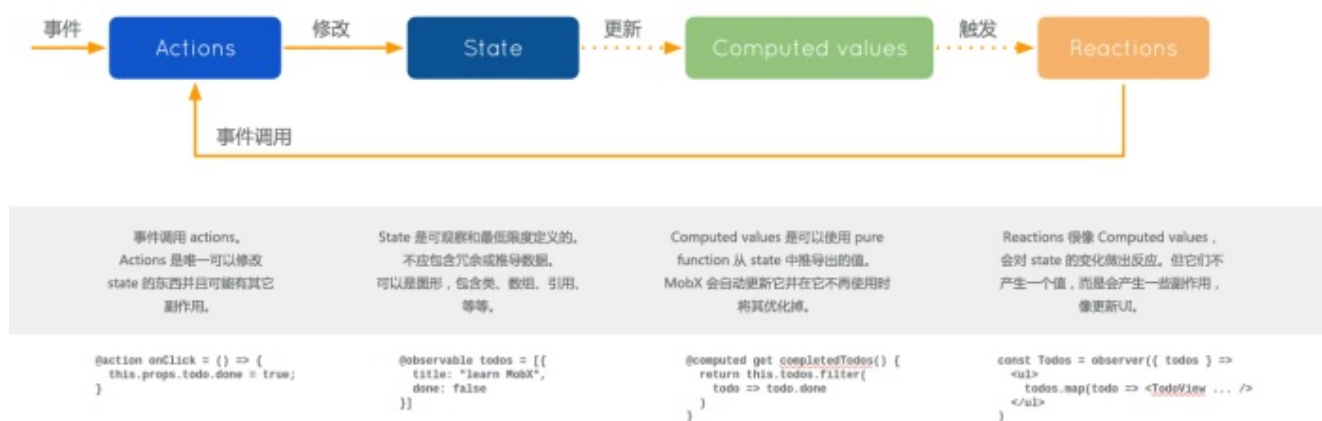 事件
Actions
修改
State
更新
Computed values
触发
Reactions
事件调用
事件调用 actions。
Actions 是唯一可以修改
state 的东西并且可能有其它
副作用。
State 是可观察和最低限度定义的。
不应包含冗余或推导数据。
可以是图形，包含类、数组、引用、
等等。
Computed values 是可以使用 pure
function 从 state 中推导出的值。
MobX 会自动更新它并在它不再使用时
将其优化掉。
Reactions 很像 Computed values，
会对 state 的变化做出反应。但它们不
产生一个值，而是会产生一些副作用，
像更新UI。
@action onClick = () => {
this.props.todo.done = true;
}
@observable todos = [{
title: "learn MobX",
done: false
}]
@computed get completedTodos() {
return this.todos.filter(
todo => todo.done
)
}
const Todos = observer({ todos } =>
<ul>
todos.map(todo => <TodoView ... />
</ul>
)